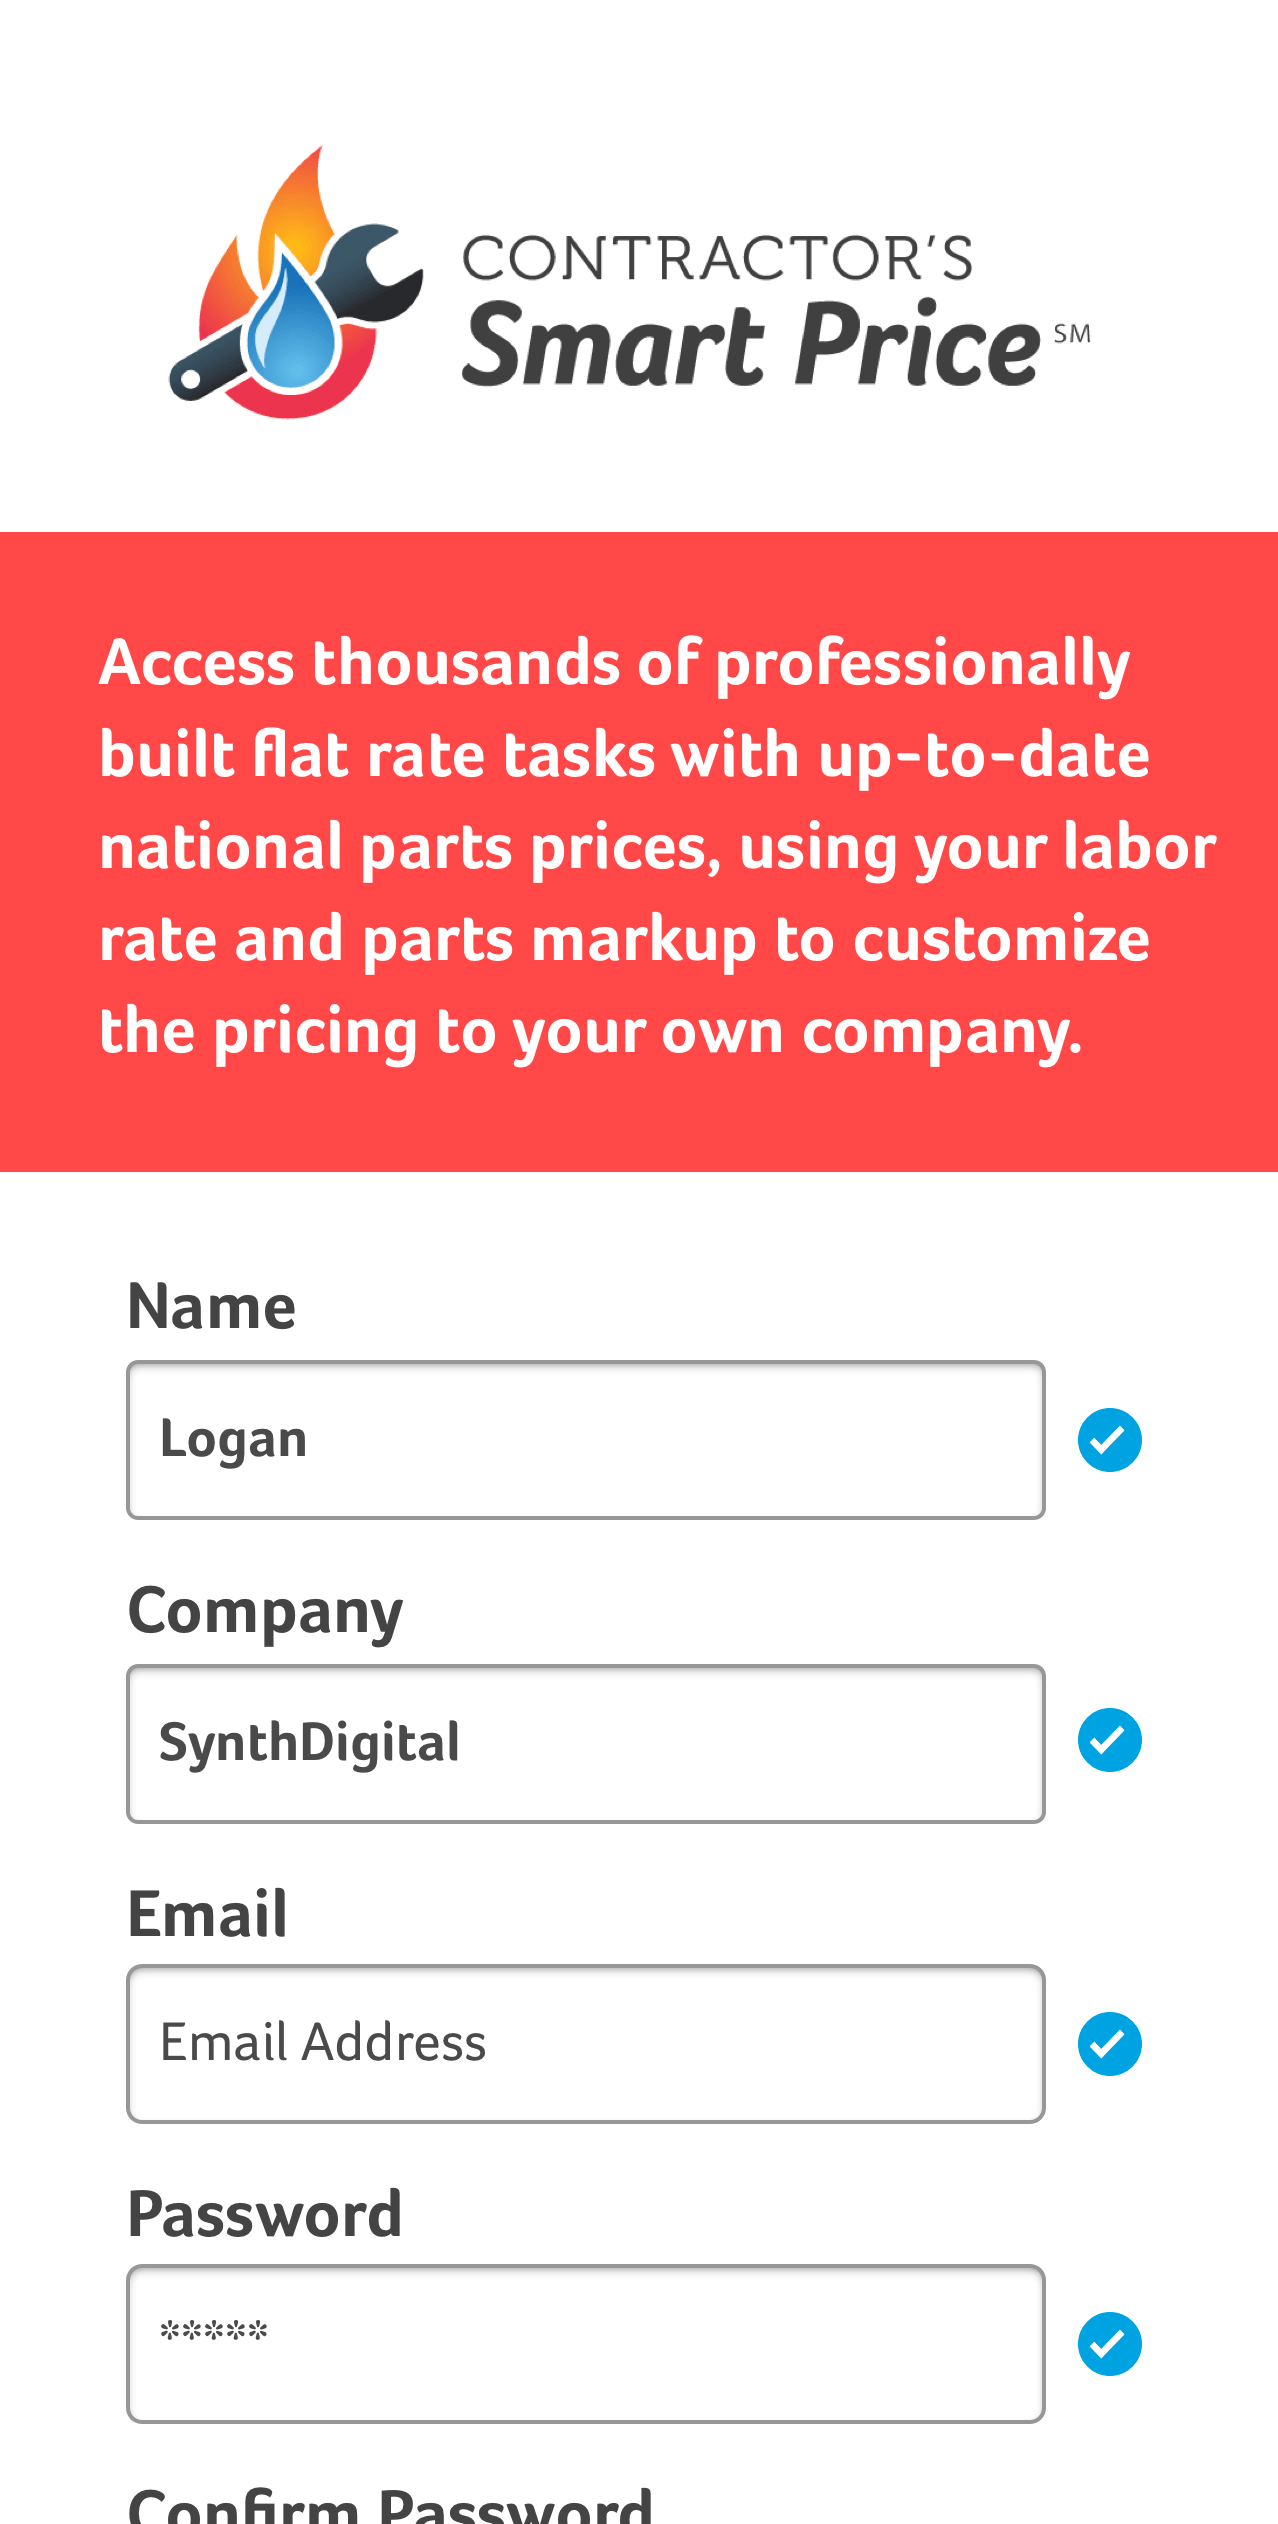 CONTRACTOR’S
Smart Price SM
Access thousands of professionally
built flat rate tasks with up-to-date
national parts prices, using your labor
rate and parts markup to customize
the pricing to your own company.
Name
Logan
Company
SynthDigital
Email
Email Address
Password
*****
Confirm Password